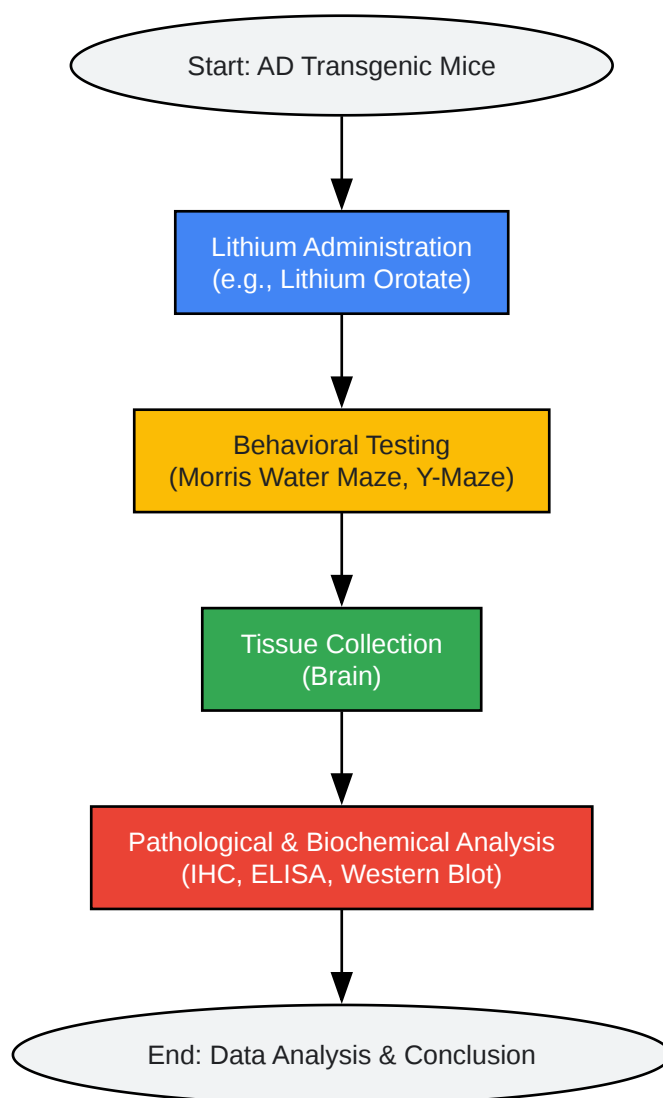 Start: AD Transgenic Mice
Lithium Administration
(e.g., Lithium Orotate)
Behavioral Testing
(Morris Water Maze, Y-Maze)
Tissue Collection
(Brain)
Pathological & Biochemical Analysis
(IHC, ELISA, Western Blot)
End: Data Analysis & Conclusion